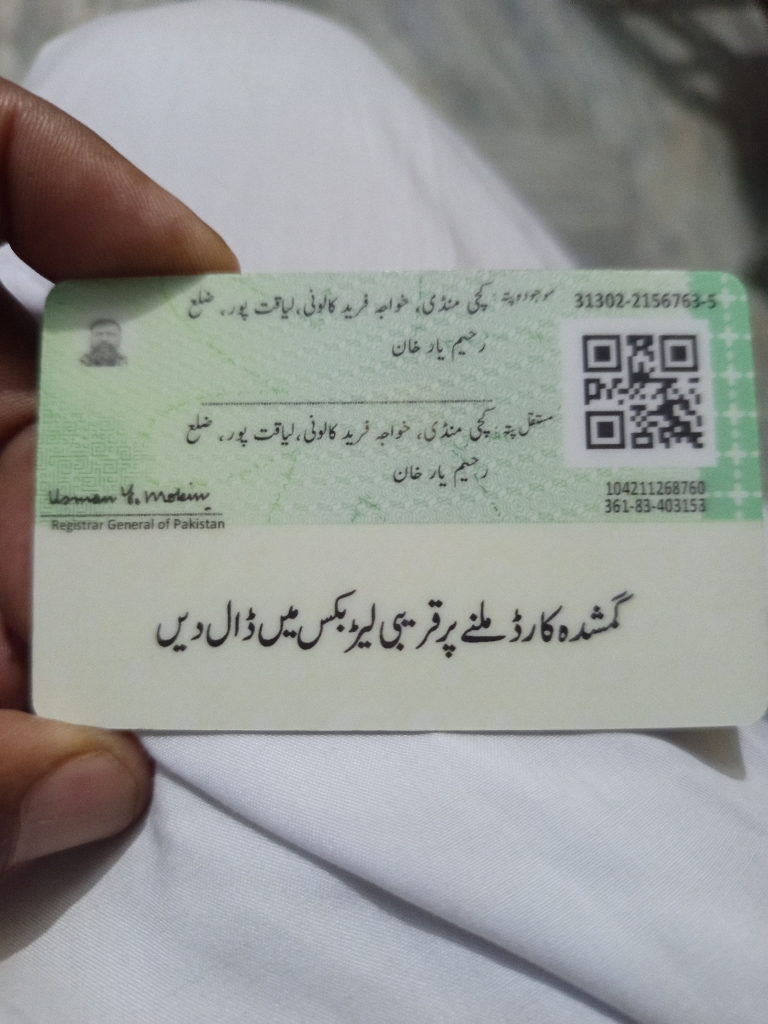 موجودہ پتہ: کچی منڈی، خواجہ فرید کالونی، لیاقت پور، ضلع
رحیم یار خان
31302-2156763-5
مستقل پتہ: کچی منڈی، خواجہ فرید کالونی، لیاقت پور، ضلع
رحیم یار خان
104211268760
361-83-403153
Usman Y. Mobin
Registrar General of Pakistan
گمشدہ کارڈ ملنے پر قریبی لیٹر بکس میں ڈال دیں